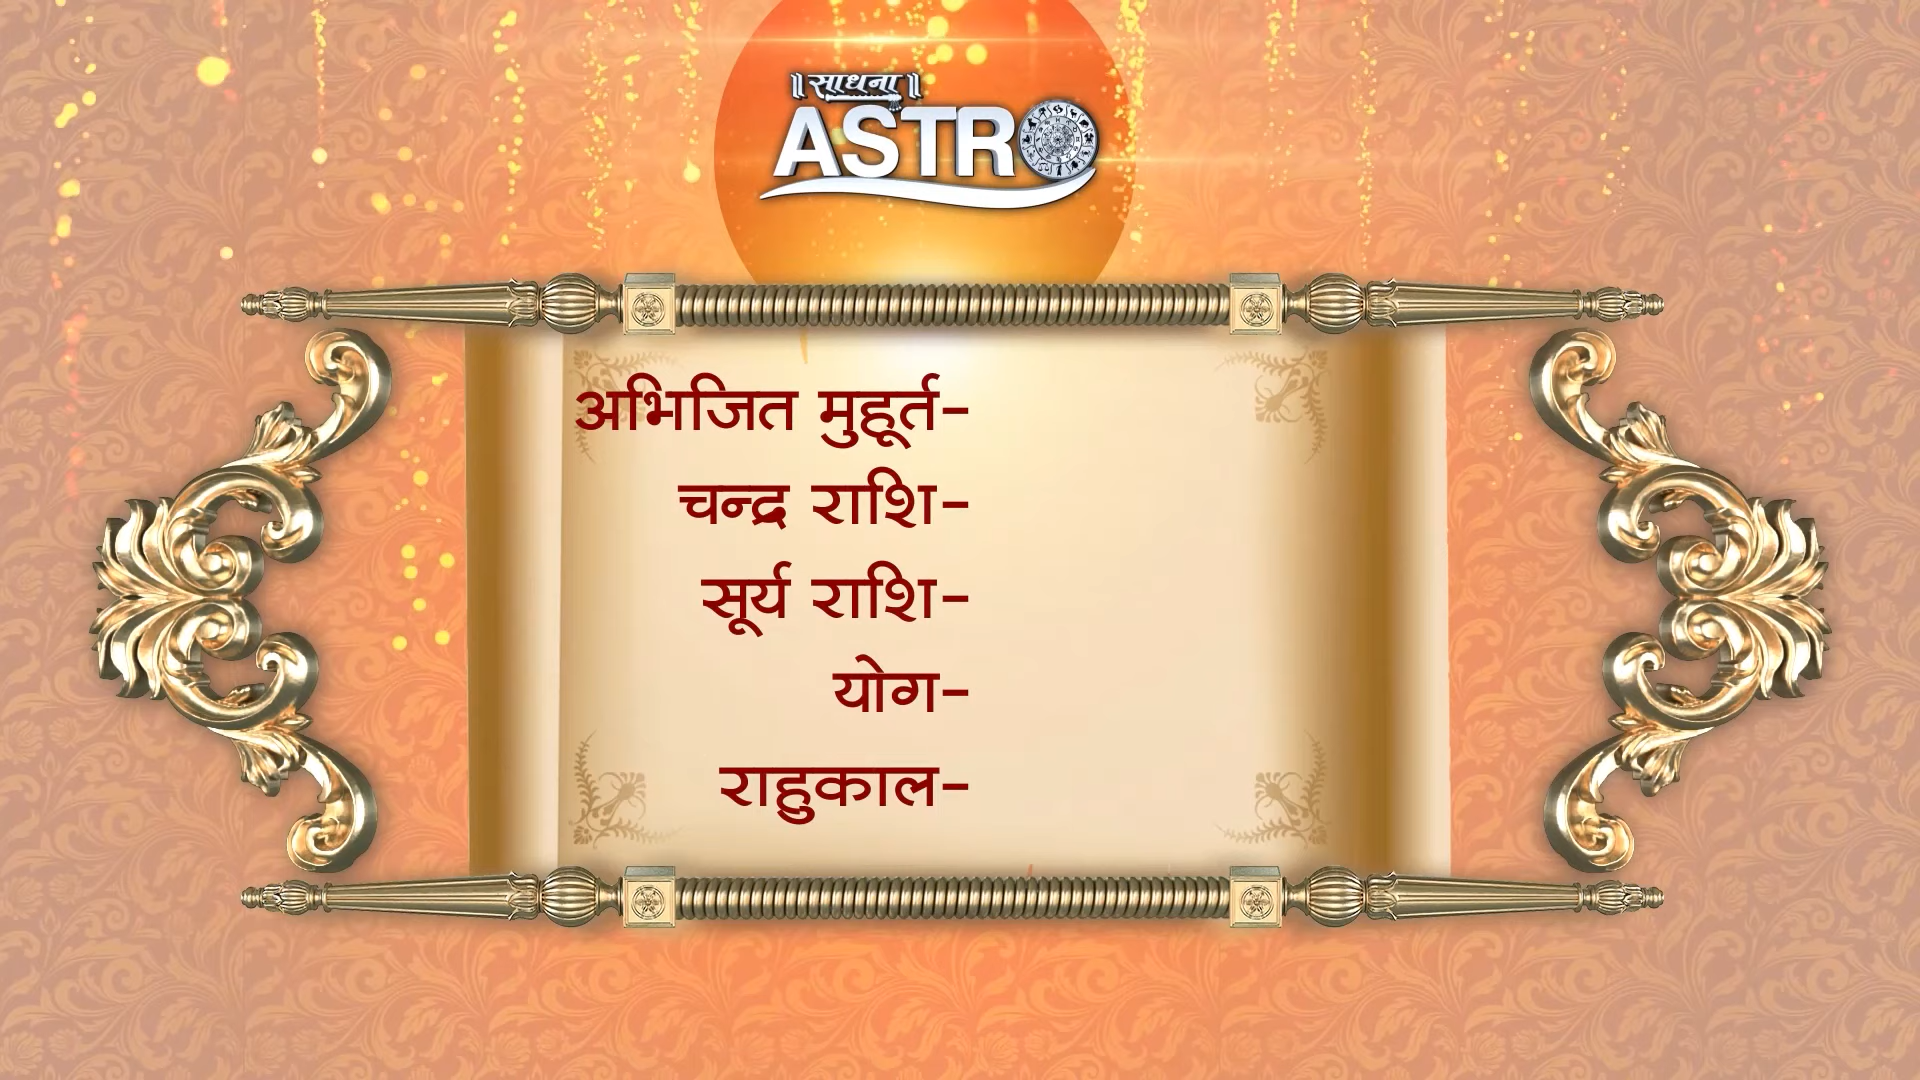 ॥ साधना ॥
ASTRO
अभिजित मुहूर्त-
चन्द्र राशि-
सूर्य राशि-
योग-
राहुकाल-